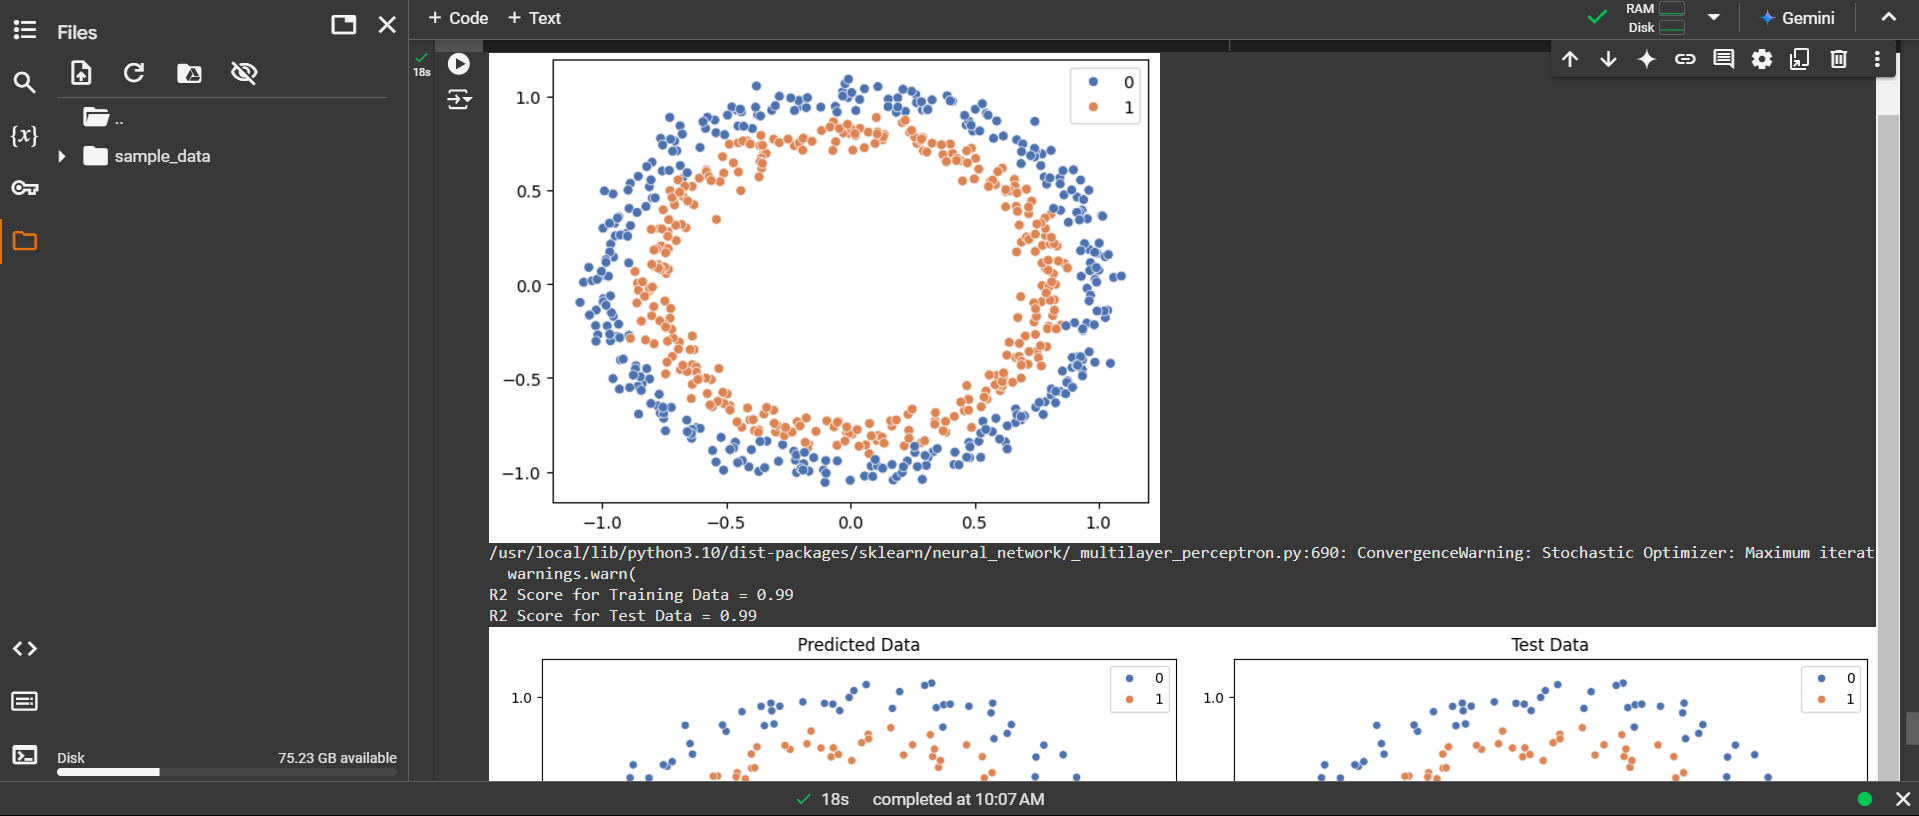 Files
..
sample_data
{x}
Disk
75.23 GB available
+ Code + Text
RAM
Disk
Gemini
18s
0
1
1.0
0.5
0.0
−0.5
−1.0
−1.0 −0.5 0.0 0.5 1.0
/usr/local/lib/python3.10/dist-packages/sklearn/neural_network/_multilayer_perceptron.py:690: ConvergenceWarning: Stochastic Optimizer: Maximum iterat
warnings.warn(
R2 Score for Training Data = 0.99
R2 Score for Test Data = 0.99
Predicted Data
0
1
1.0
Test Data
0
1
1.0
18s completed at 10:07 AM